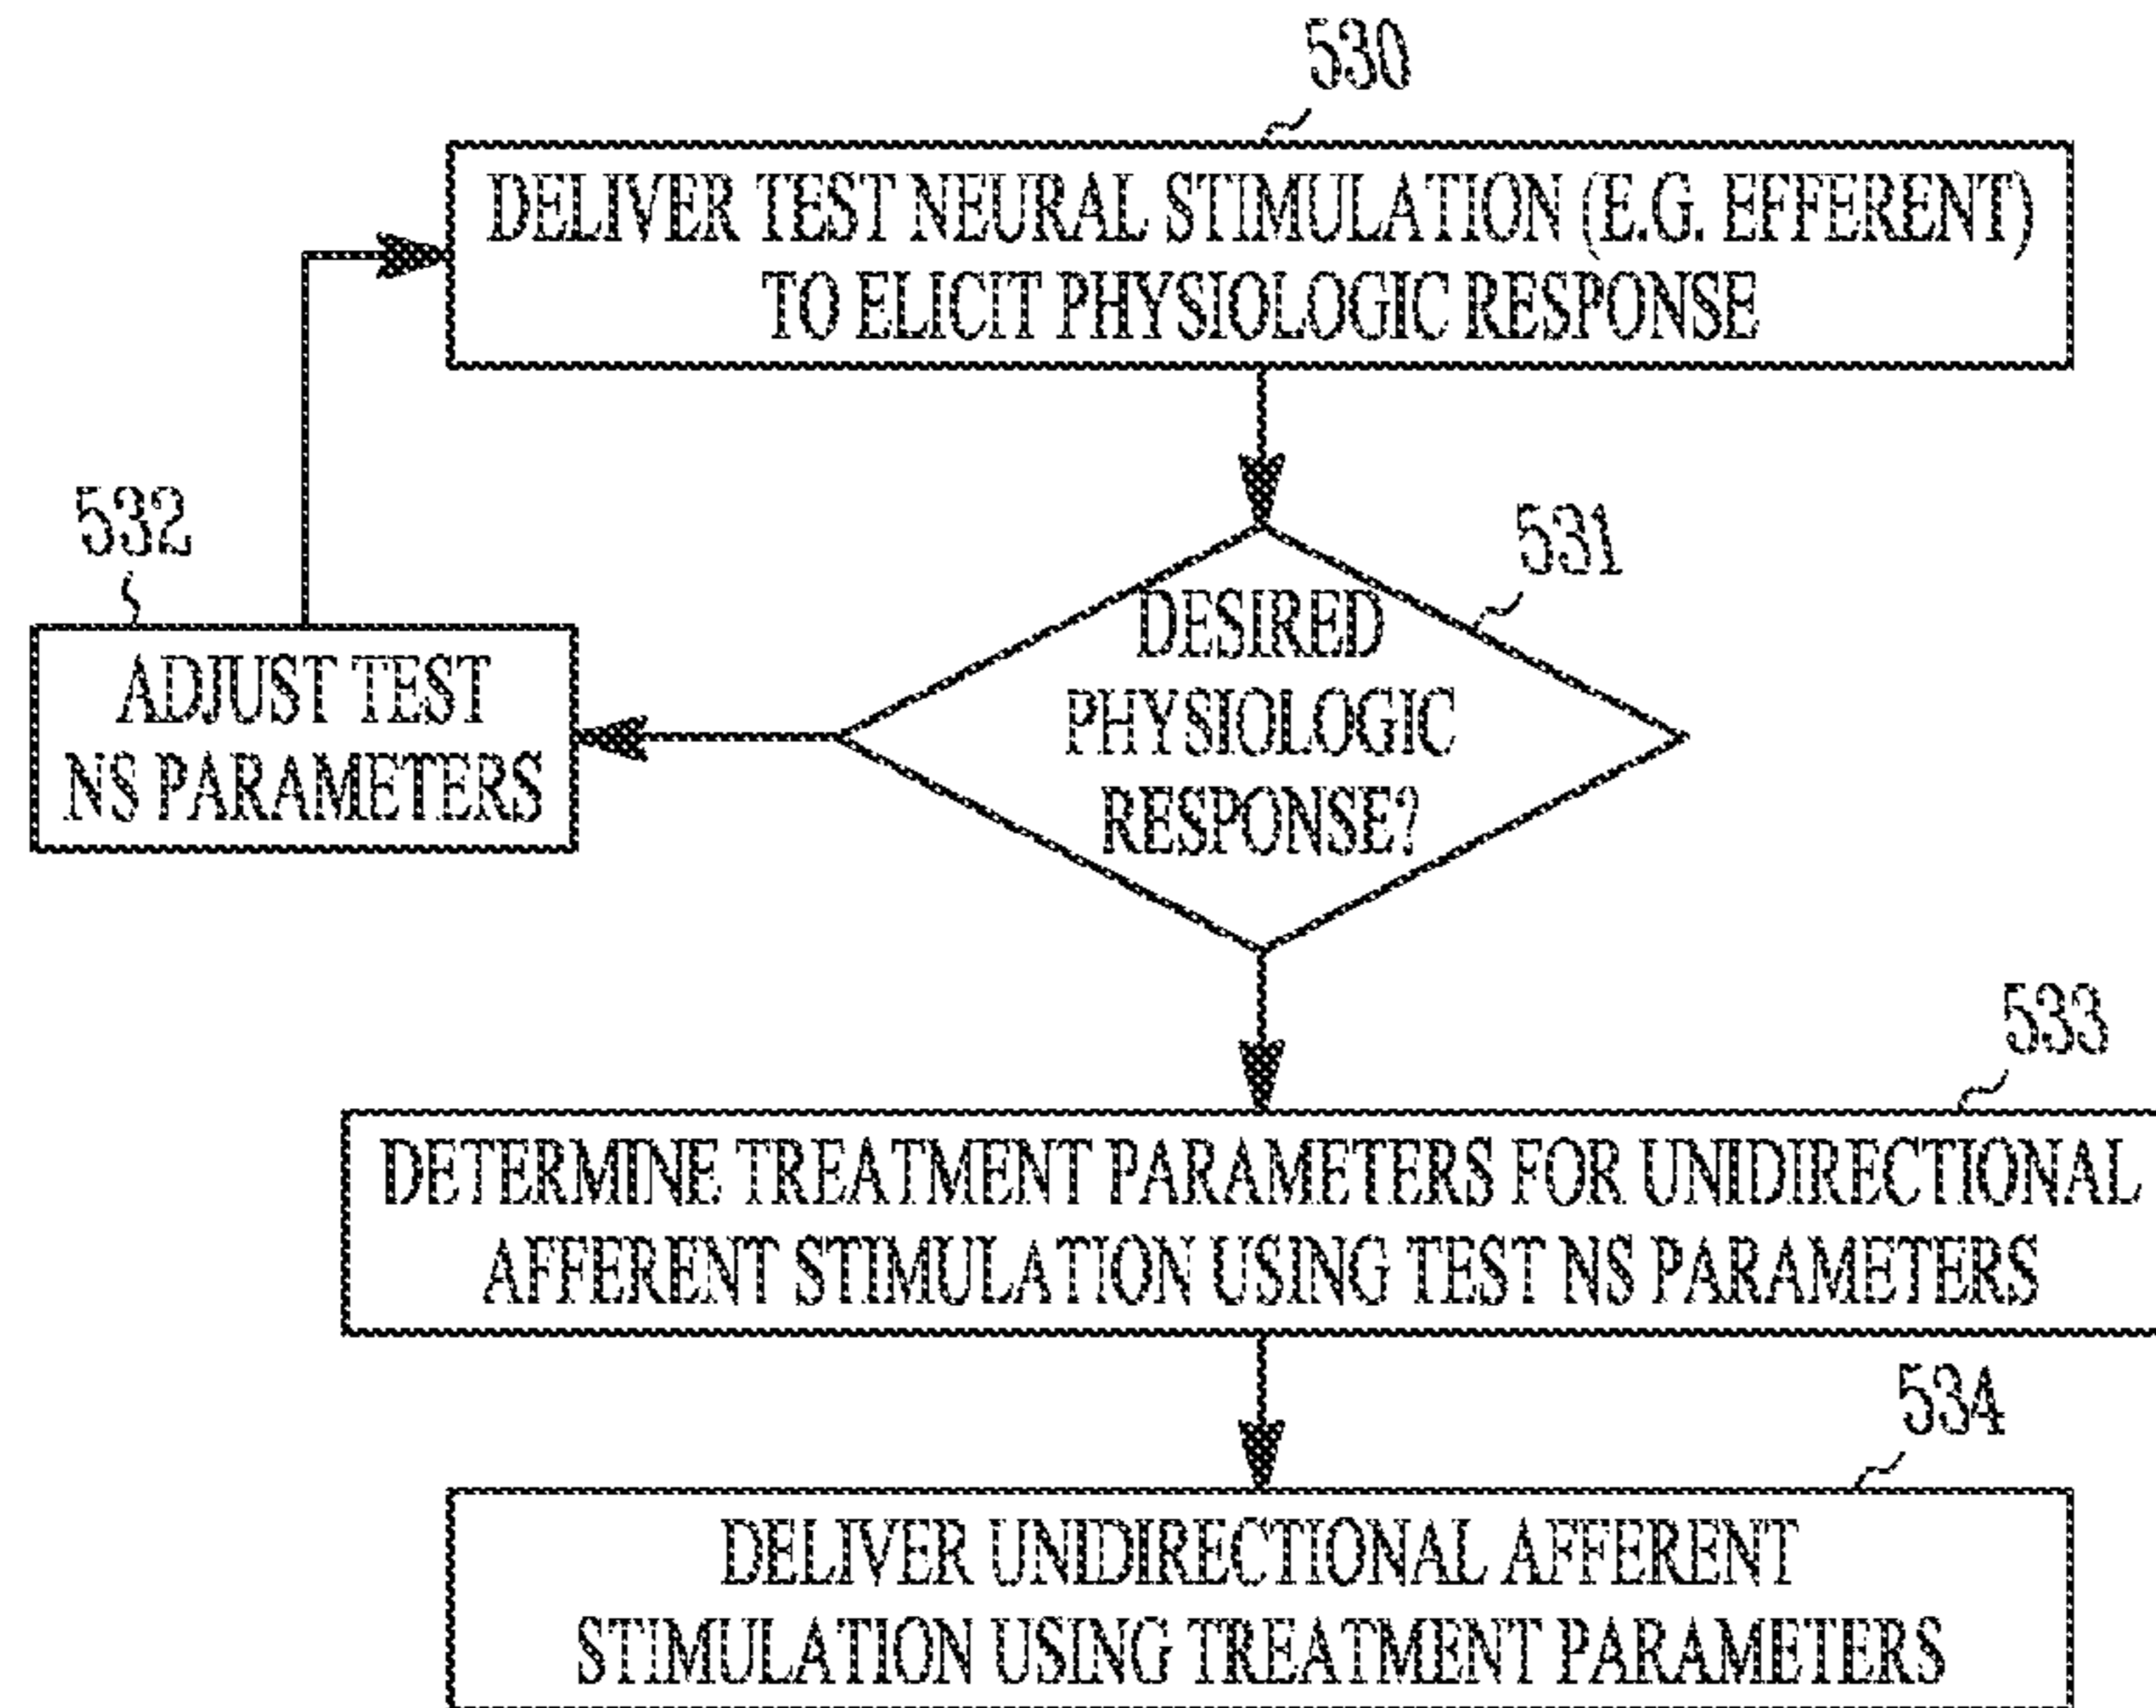 530
DELIVER TEST NEURAL STIMULATION (E.G. EFFERENT)
TO ELICIT PHYSIOLOGIC RESPONSE
531
DESIRED
PHYSIOLOGIC
RESPONSE?
532
ADJUST TEST
NS PARAMETERS
533
DETERMINE TREATMENT PARAMETERS FOR UNIDIRECTIONAL
AFFERENT STIMULATION USING TEST NS PARAMETERS
534
DELIVER UNIDIRECTIONAL AFFERENT
STIMULATION USING TREATMENT PARAMETERS